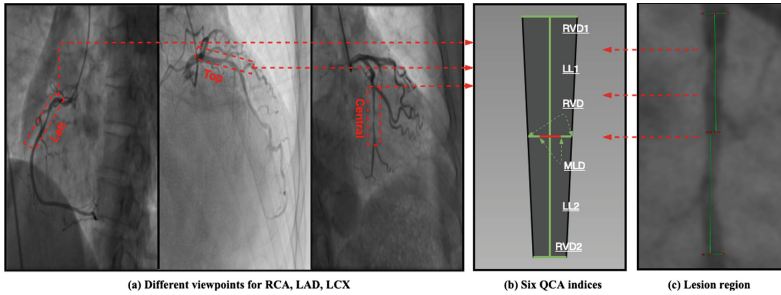 Left
Top
Central
RVD1
LL1
RVD
MLD
LL2
RVD2
(a) Different viewpoints for RCA, LAD, LCX
(b) Six QCA indices
(c) Lesion region